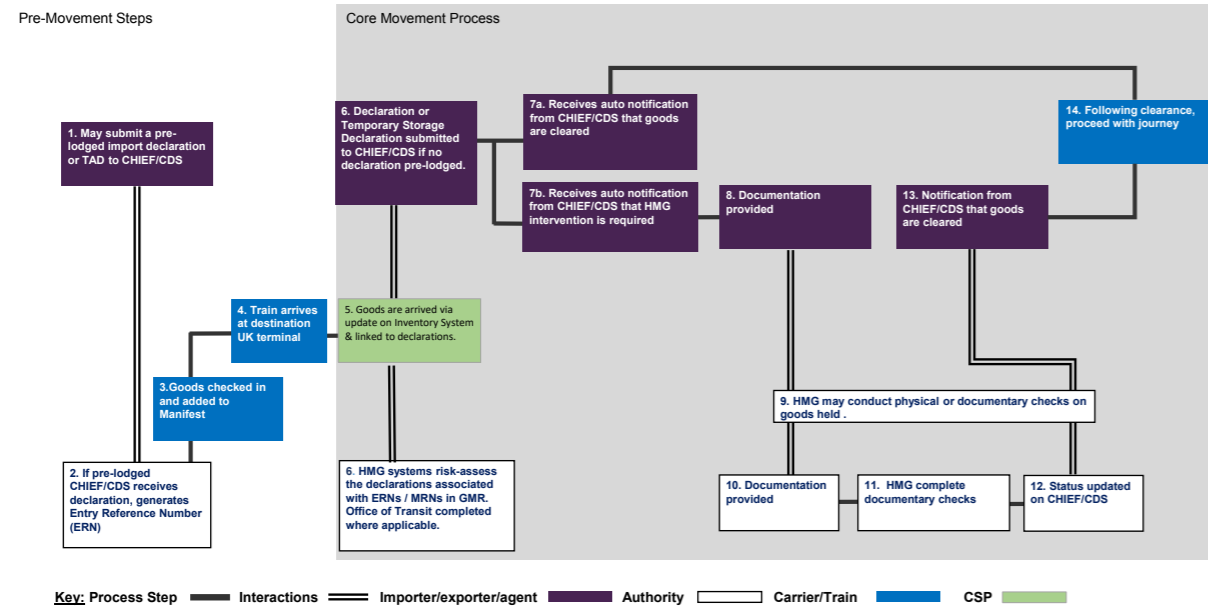 Pre-Movement Steps
Core Movement Process
1. May submit a pre-
lodged import declaration
or TAD to CHIEF/CDS
2. If pre-lodged
CHIEF/CDS receives
declaration, generates
Entry Reference Number
(ERN)
3.Goods checked in
and added to
Manifest
4. Train arrives
at destination
UK terminal
5. Goods are arrived via
update on Inventory System
& linked to declarations.
6. Declaration or
Temporary Storage
Declaration submitted
to CHIEF/CDS if no
declaration pre-lodged.
6. HMG systems risk-assess
the declarations associated
with ERNs / MRNs in GMR.
Office of Transit completed
where applicable.
7a. Receives auto notification
from CHIEF/CDS that goods
are cleared
7b. Receives auto notification
from CHIEF/CDS that HMG
intervention is required
8. Documentation
provided
9. HMG may conduct physical or documentary checks on
goods held .
10. Documentation
provided
11. HMG complete
documentary checks
12. Status updated
on CHIEF/CDS
13. Notification from
CHIEF/CDS that goods
are cleared
14. Following clearance,
proceed with journey
Key: Process Step Interactions Importer/exporter/agent Authority Carrier/Train CSP